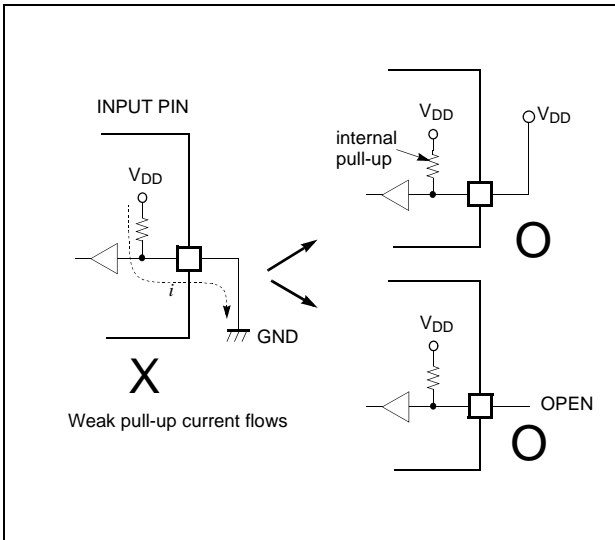 INPUT PIN
VDD
i
GND
X
Weak pull-up current flows
VDD
internal
pull-up
VDD
O
VDD
OPEN
O